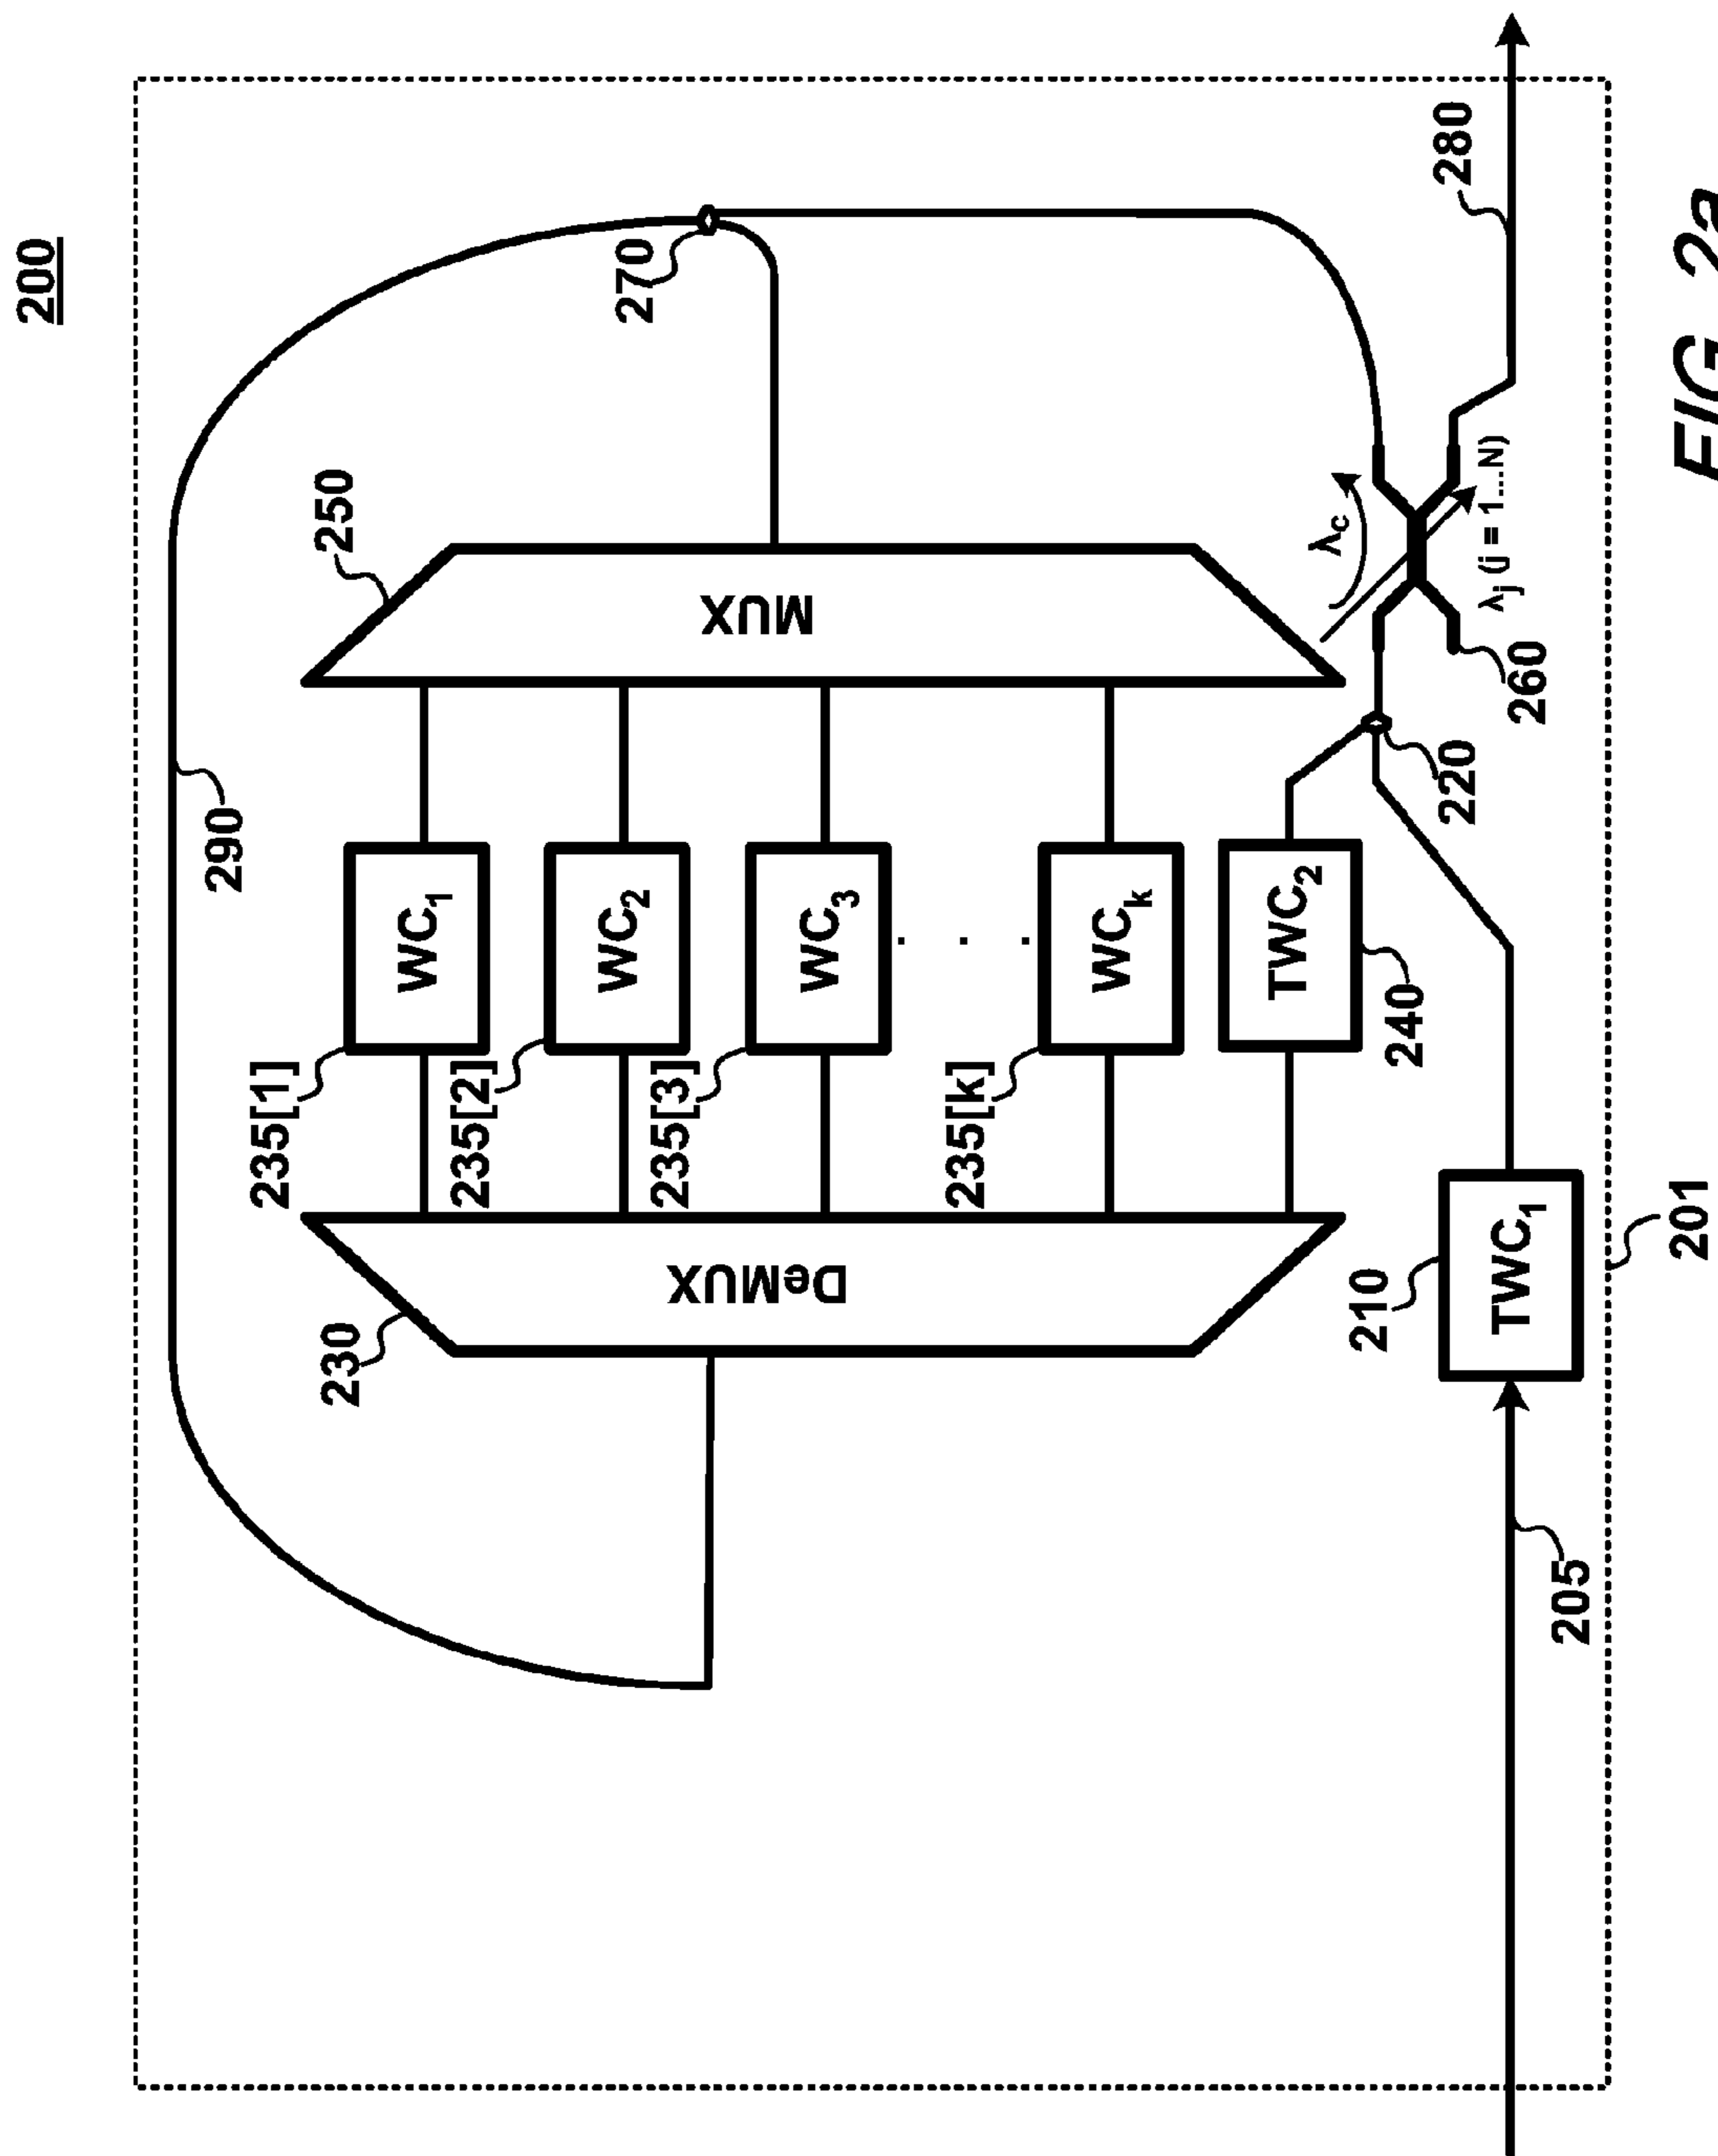 200
290
250
270
230
235[1]
WC1
235[2]
WC2
235[3]
WC3
. . .
235[k]
WCk
DeMUX
MUX
TWC2
240
220
260
λc
λj (j = 1...N)
280
210
TWC1
205
201
FIG. 2a